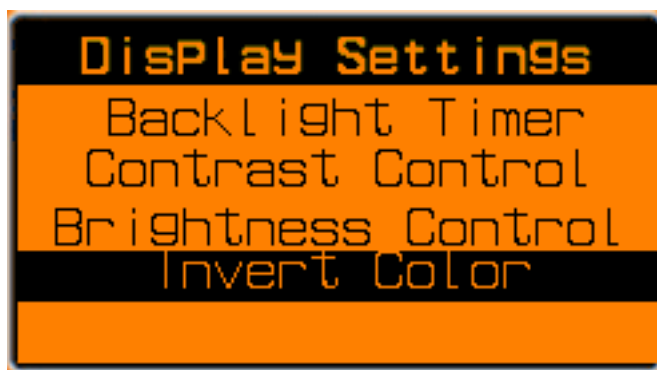 Display Settings
Backlight Timer
Contrast Control
Brightness Control
Invert Color